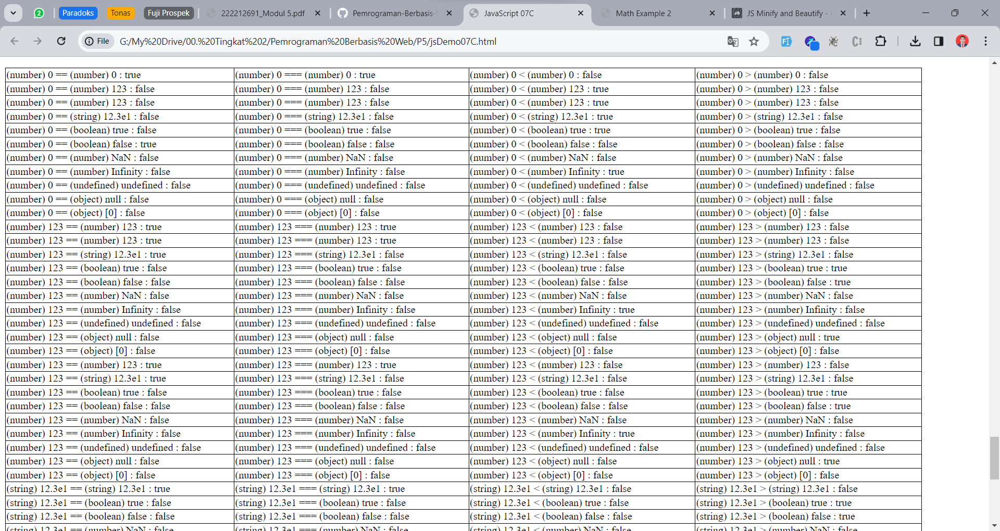 2 Paradoks Tonas Fuji Prospek 222212691_Modul 5.pdf Pemrograman-Berbasis- JavaScript 07C Math Example 2 JS JS Minify and Beautify -
File G:/My%20Drive/00.%20Tingkat%202/Pemrograman%20Berbasis%20Web/P5/jsDemo07C.html
(number) 0 == (number) 0 : true (number) 0 === (number) 0 : true (number) 0 < (number) 0 : false (number) 0 > (number) 0 : false
(number) 0 == (number) 123 : false (number) 0 === (number) 123 : false (number) 0 < (number) 123 : true (number) 0 > (number) 123 : false
(number) 0 == (number) 123 : false (number) 0 === (number) 123 : false (number) 0 < (number) 123 : true (number) 0 > (number) 123 : false
(number) 0 == (string) 12.3e1 : false (number) 0 === (string) 12.3e1 : false (number) 0 < (string) 12.3e1 : true (number) 0 > (string) 12.3e1 : false
(number) 0 == (boolean) true : false (number) 0 === (boolean) true : false (number) 0 < (boolean) true : true (number) 0 > (boolean) true : false
(number) 0 == (boolean) false : true (number) 0 === (boolean) false : false (number) 0 < (boolean) false : false (number) 0 > (boolean) false : false
(number) 0 == (number) NaN : false (number) 0 === (number) NaN : false (number) 0 < (number) NaN : false (number) 0 > (number) NaN : false
(number) 0 == (number) Infinity : false (number) 0 === (number) Infinity : false (number) 0 < (number) Infinity : true (number) 0 > (number) Infinity : false
(number) 0 == (undefined) undefined : false (number) 0 === (undefined) undefined : false (number) 0 < (undefined) undefined : false (number) 0 > (undefined) undefined : false
(number) 0 == (object) null : false (number) 0 === (object) null : false (number) 0 < (object) null : false (number) 0 > (object) null : false
(number) 0 == (object) [0] : false (number) 0 === (object) [0] : false (number) 0 < (object) [0] : false (number) 0 > (object) [0] : false
(number) 123 == (number) 123 : true (number) 123 === (number) 123 : true (number) 123 < (number) 123 : false (number) 123 > (number) 123 : false
(number) 123 == (number) 123 : true (number) 123 === (number) 123 : true (number) 123 < (number) 123 : false (number) 123 > (number) 123 : false
(number) 123 == (string) 12.3e1 : true (number) 123 === (string) 12.3e1 : false (number) 123 < (string) 12.3e1 : false (number) 123 > (string) 12.3e1 : false
(number) 123 == (boolean) true : false (number) 123 === (boolean) true : false (number) 123 < (boolean) true : false (number) 123 > (boolean) true : true
(number) 123 == (boolean) false : false (number) 123 === (boolean) false : false (number) 123 < (boolean) false : false (number) 123 > (boolean) false : true
(number) 123 == (number) NaN : false (number) 123 === (number) NaN : false (number) 123 < (number) NaN : false (number) 123 > (number) NaN : false
(number) 123 == (number) Infinity : false (number) 123 === (number) Infinity : false (number) 123 < (number) Infinity : true (number) 123 > (number) Infinity : false
(number) 123 == (undefined) undefined : false (number) 123 === (undefined) undefined : false (number) 123 < (undefined) undefined : false (number) 123 > (undefined) undefined : false
(number) 123 == (object) null : false (number) 123 === (object) null : false (number) 123 < (object) null : false (number) 123 > (object) null : true
(number) 123 == (object) [0] : false (number) 123 === (object) [0] : false (number) 123 < (object) [0] : false (number) 123 > (object) [0] : false
(number) 123 == (number) 123 : true (number) 123 === (number) 123 : true (number) 123 < (number) 123 : false (number) 123 > (number) 123 : false
(number) 123 == (string) 12.3e1 : true (number) 123 === (string) 12.3e1 : false (number) 123 < (string) 12.3e1 : false (number) 123 > (string) 12.3e1 : false
(number) 123 == (boolean) true : false (number) 123 === (boolean) true : false (number) 123 < (boolean) true : false (number) 123 > (boolean) true : true
(number) 123 == (boolean) false : false (number) 123 === (boolean) false : false (number) 123 < (boolean) false : false (number) 123 > (boolean) false : true
(number) 123 == (number) NaN : false (number) 123 === (number) NaN : false (number) 123 < (number) NaN : false (number) 123 > (number) NaN : false
(number) 123 == (number) Infinity : false (number) 123 === (number) Infinity : false (number) 123 < (number) Infinity : true (number) 123 > (number) Infinity : false
(number) 123 == (undefined) undefined : false (number) 123 === (undefined) undefined : false (number) 123 < (undefined) undefined : false (number) 123 > (undefined) undefined : false
(number) 123 == (object) null : false (number) 123 === (object) null : false (number) 123 < (object) null : false (number) 123 > (object) null : true
(number) 123 == (object) [0] : false (number) 123 === (object) [0] : false (number) 123 < (object) [0] : false (number) 123 > (object) [0] : false
(string) 12.3e1 == (string) 12.3e1 : true (string) 12.3e1 === (string) 12.3e1 : true (string) 12.3e1 < (string) 12.3e1 : false (string) 12.3e1 > (string) 12.3e1 : false
(string) 12.3e1 == (boolean) true : false (string) 12.3e1 === (boolean) true : false (string) 12.3e1 < (boolean) true : false (string) 12.3e1 > (boolean) true : true
(string) 12.3e1 == (boolean) false : false (string) 12.3e1 === (boolean) false : false (string) 12.3e1 < (boolean) false : false (string) 12.3e1 > (boolean) false : true
(string) 12.3e1 == (number) NaN : false (string) 12.3e1 === (number) NaN : false (string) 12.3e1 < (number) NaN : false (string) 12.3e1 > (number) NaN : false